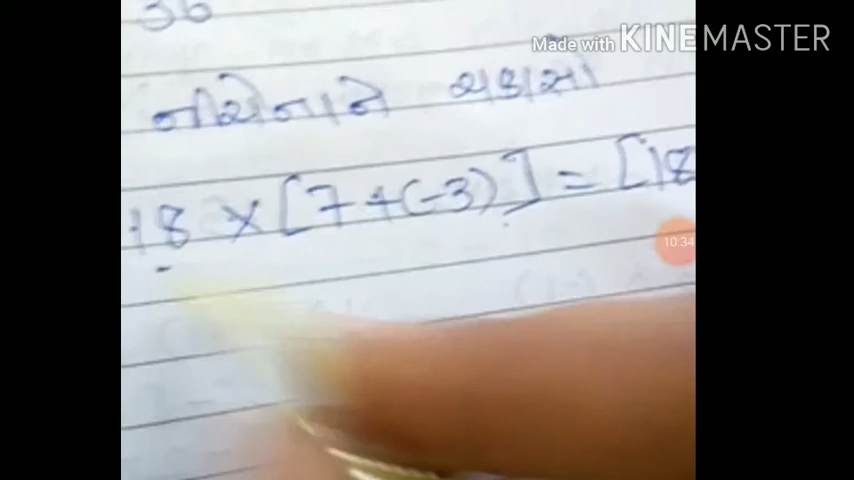 36
Made with KINEMASTER
નીચેનાને ચકાસો
18 × [7 + (-3)] = [18
10:34